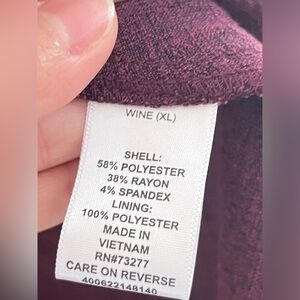 WINE (XL)
SHELL:
58% POLYESTER
38% RAYON
4% SPANDEX
LINING:
100% POLYESTER
MADE IN
VIETNAM
RN#73277
CARE ON REVERSE
400622148140